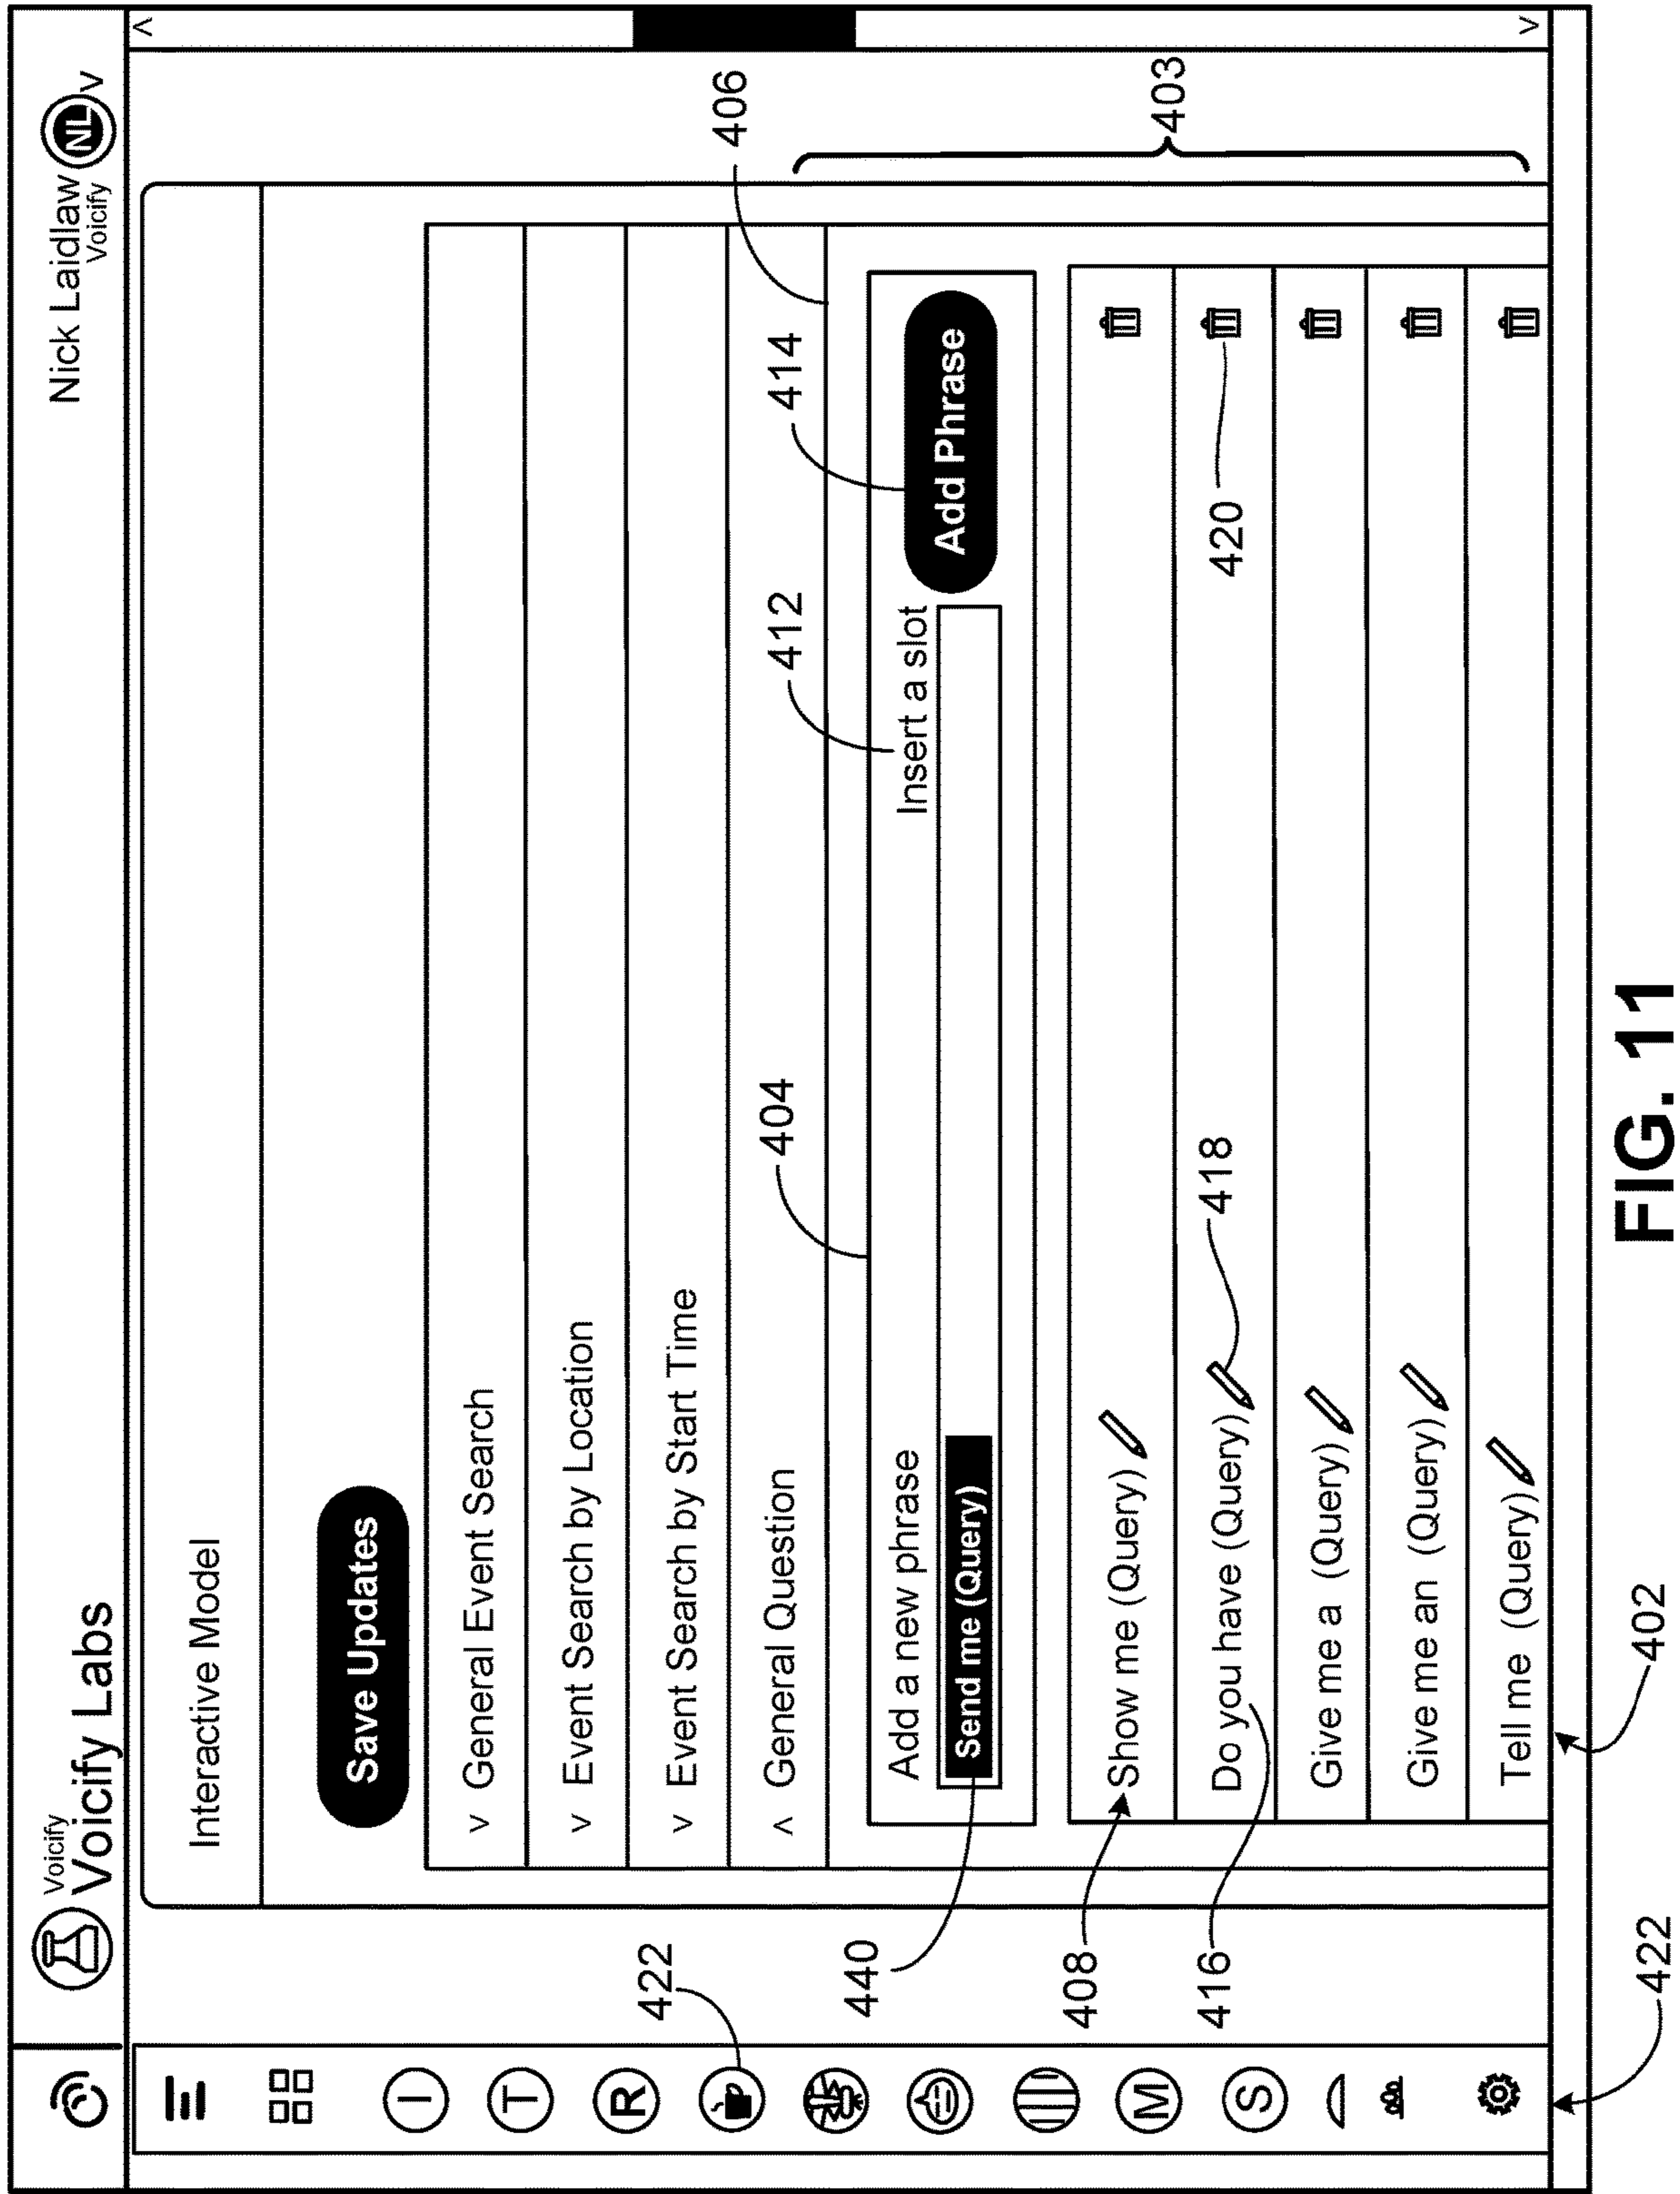 Voicify
Voicify Labs
Nick Laidlaw
Voicify
NL
v
<
>
I
T
R
M
S
422
Interactive Model
Save Updates
v General Event Search
v Event Search by Location
v Event Search by Start Time
^ General Question
406
404
412
414
Add a new phrase
Insert a slot
Send me (Query)
Add Phrase
440
403
408
Show me (Query)
416
Do you have (Query)
418
420
Give me a (Query)
Give me an (Query)
Tell me (Query)
422
402
FIG. 11